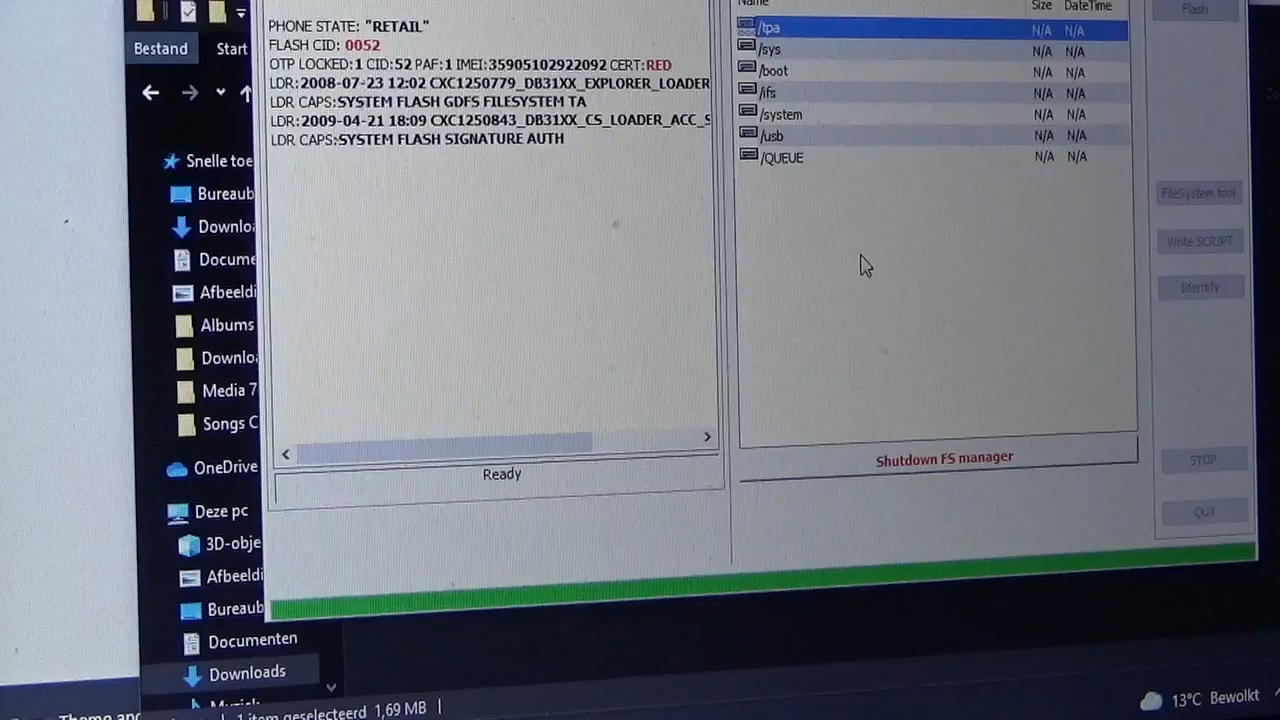 Bestand
Start
Snelle toe
Bureaub
Downlo
Docume
Afbeeldi
Albums
Downlo
Media 7
Songs C
OneDrive
Deze pc
3D-obje
Afbeeldi
Bureaub
Documenten
Downloads
Muziek
1 item geselecteerd 1,69 MB
PHONE STATE: "RETAIL"
FLASH CID: 0052
OTP LOCKED:1 CID:52 PAF:1 IMEI:35905102922092 CERT:RED
LDR:2008-07-23 12:02 CXC1250779_DB31XX_EXPLORER_LOADER
LDR CAPS:SYSTEM FLASH GDFS FILESYSTEM TA
LDR:2009-04-21 18:09 CXC1250843_DB31XX_CS_LOADER_ACC_S
LDR CAPS:SYSTEM FLASH SIGNATURE AUTH
Ready
Name Size DateTime
/tpa N/A N/A
/sys N/A N/A
/boot N/A N/A
/ifs N/A N/A
/system N/A N/A
/usb N/A N/A
/QUEUE N/A N/A
Shutdown FS manager
Flash
FileSystem tool
Write SCRIPT
Identify
STOP
Quit
13°C Bewolkt